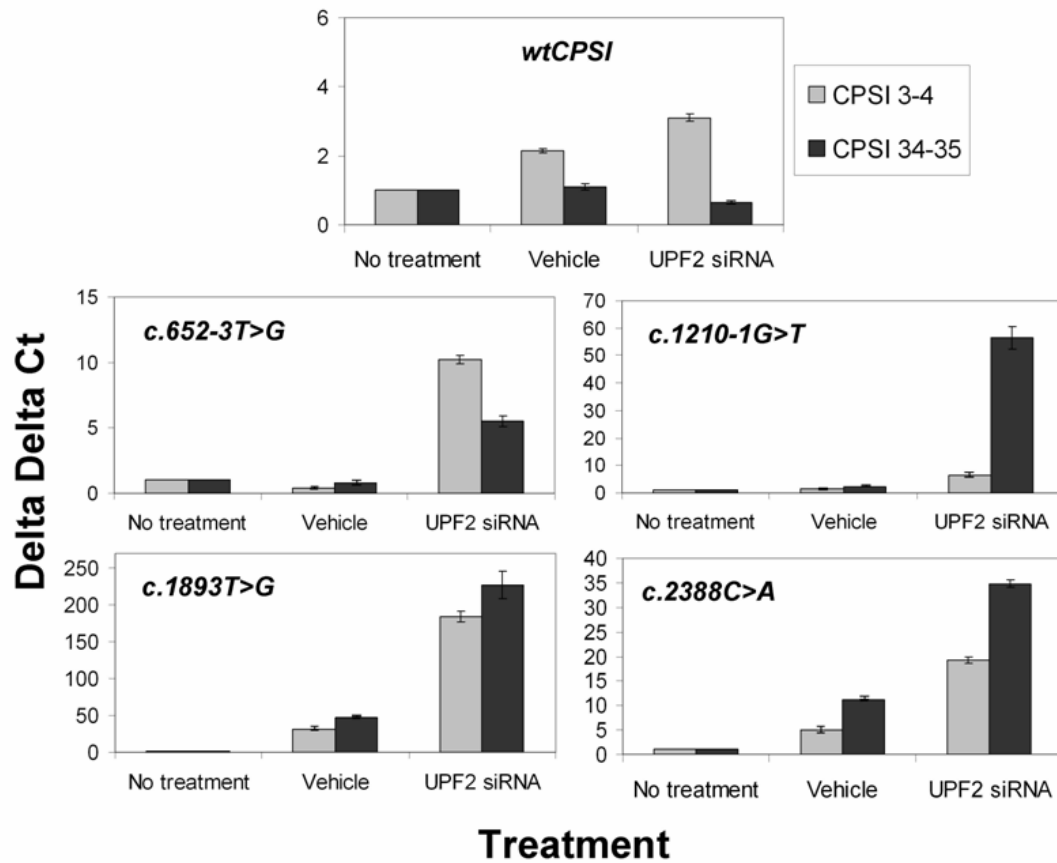 wtCPSI
6
4
2
0
No treatment Vehicle UPF2 siRNA
CPSI 3-4
CPSI 34-35
Delta Delta Ct
c.652-3T>G
15
10
5
0
No treatment Vehicle UPF2 siRNA
c.1210-1G>T
70
60
50
40
30
20
10
0
No treatment Vehicle UPF2 siRNA
c.1893T>G
250
200
150
100
50
0
No treatment Vehicle UPF2 siRNA
c.2388C>A
40
35
30
25
20
15
10
5
0
No treatment Vehicle UPF2 siRNA
Treatment